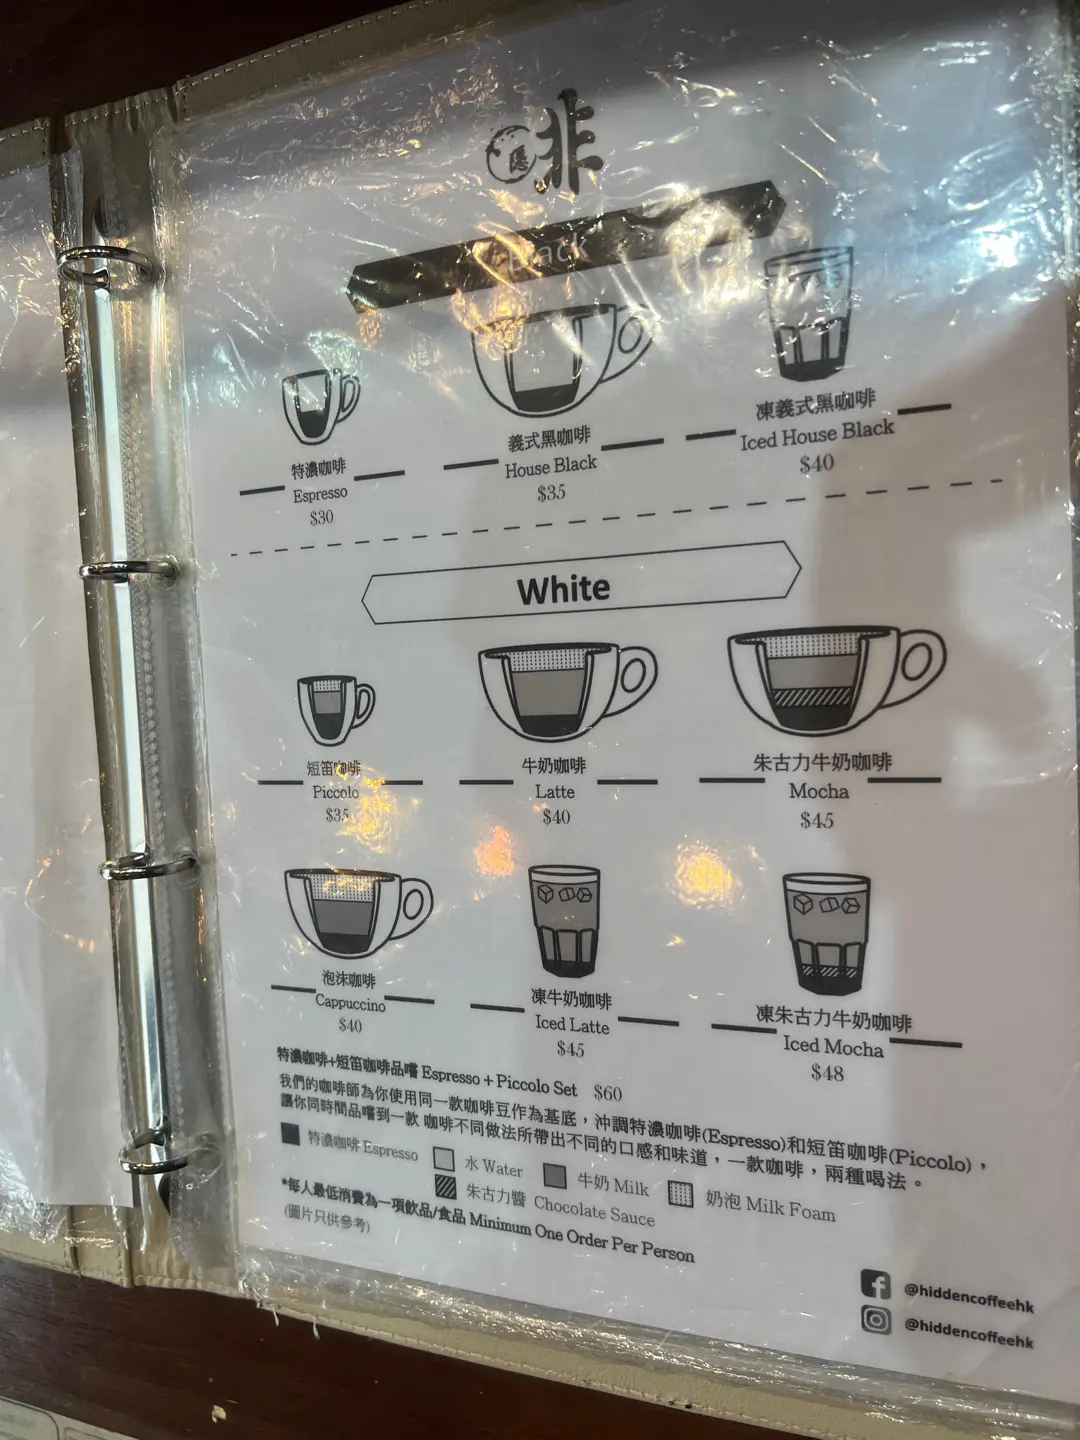 隱
啡
Black
特濃咖啡
Espresso
$30
義式黑咖啡
House Black
$35
凍義式黑咖啡
Iced House Black
$40
White
短笛咖啡
Piccolo
$35
牛奶咖啡
Latte
$40
朱古力牛奶咖啡
Mocha
$45
泡沫咖啡
Cappuccino
$40
凍牛奶咖啡
Iced Latte
$45
凍朱古力牛奶咖啡
Iced Mocha
$48
特濃咖啡+短笛咖啡品嚐 Espresso + Piccolo Set $60
我們的咖啡師為你使用同一款咖啡豆作為基底，沖調特濃咖啡(Espresso)和短笛咖啡(Piccolo)，
讓你同時間品嚐到一款 咖啡不同做法所帶出不同的口感和味道，一款咖啡，兩種喝法。
特濃咖啡 Espresso 水 Water 牛奶 Milk 奶泡 Milk Foam
朱古力醬 Chocolate Sauce
*每人最低消費為一項飲品/食品 Minimum One Order Per Person
(圖片只供參考)
@hiddencoffeehk
@hiddencoffeehk